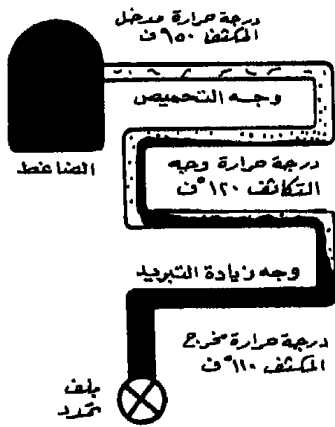 درجة حرارة مدخل
المكثف ١٥٠°ف
وجه التحميص
الضاغط
درجة حرارة وجه
التكاثف ١٢٠°ف
وجه زيادة التبريد
درجة حرارة مخرج
المكثف ١١٠°ف
بلف
تمدد